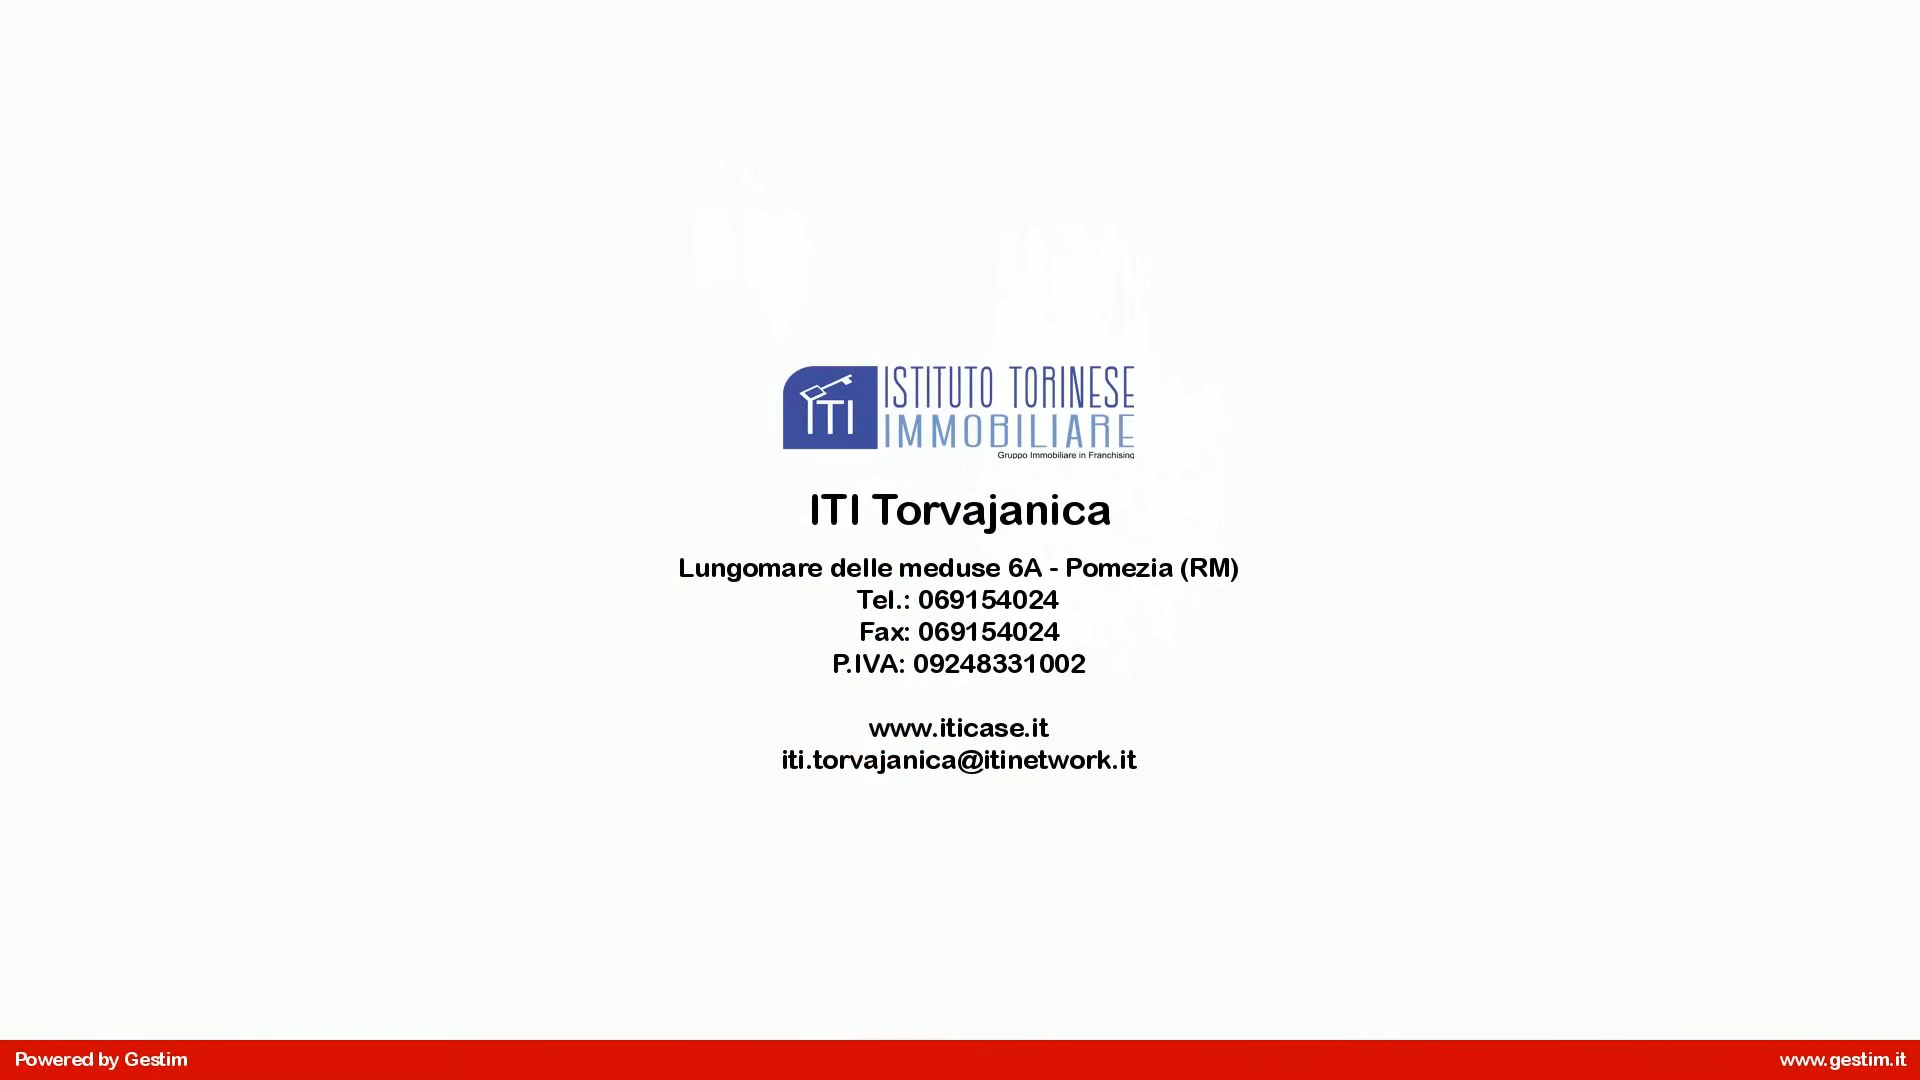 ITI
ISTITUTO TORINESE
IMMOBILIARE
Gruppo Immobiliare in Franchising
ITI Torvajanica
Lungomare delle meduse 6A - Pomezia (RM)
Tel.: 069154024
Fax: 069154024
P.IVA: 09248331002
www.iticase.it
iti.torvajanica@itinetwork.it
Powered by Gestim
www.gestim.it